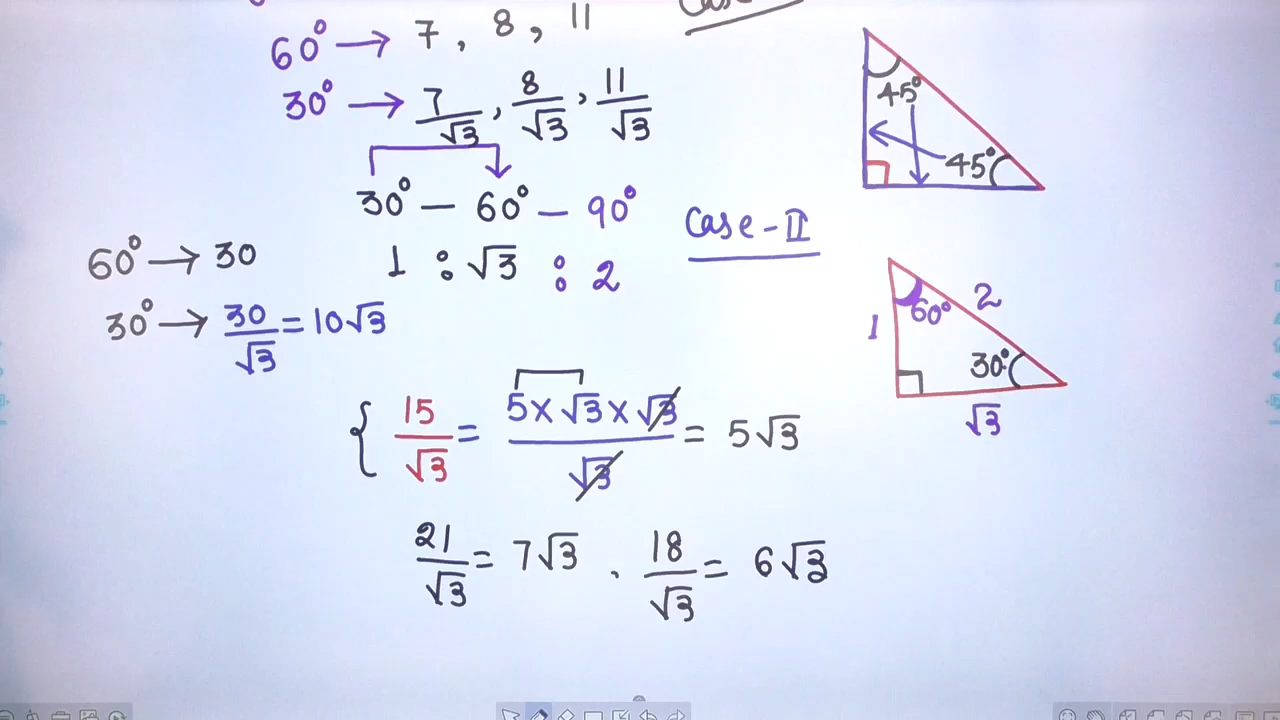 60° → 7, 8, 11
30° → 7/√3, 8/√3, 11/√3
45°
45°
30° – 60° – 90°
Case-II
60° → 30
1 : √3 : 2
30° → 30/√3 = 10√3
60°
2
1
30°
√3
{ 15/√3 = 5×√3×√3/√3 = 5√3
21/√3 = 7√3 . 18/√3 = 6√3